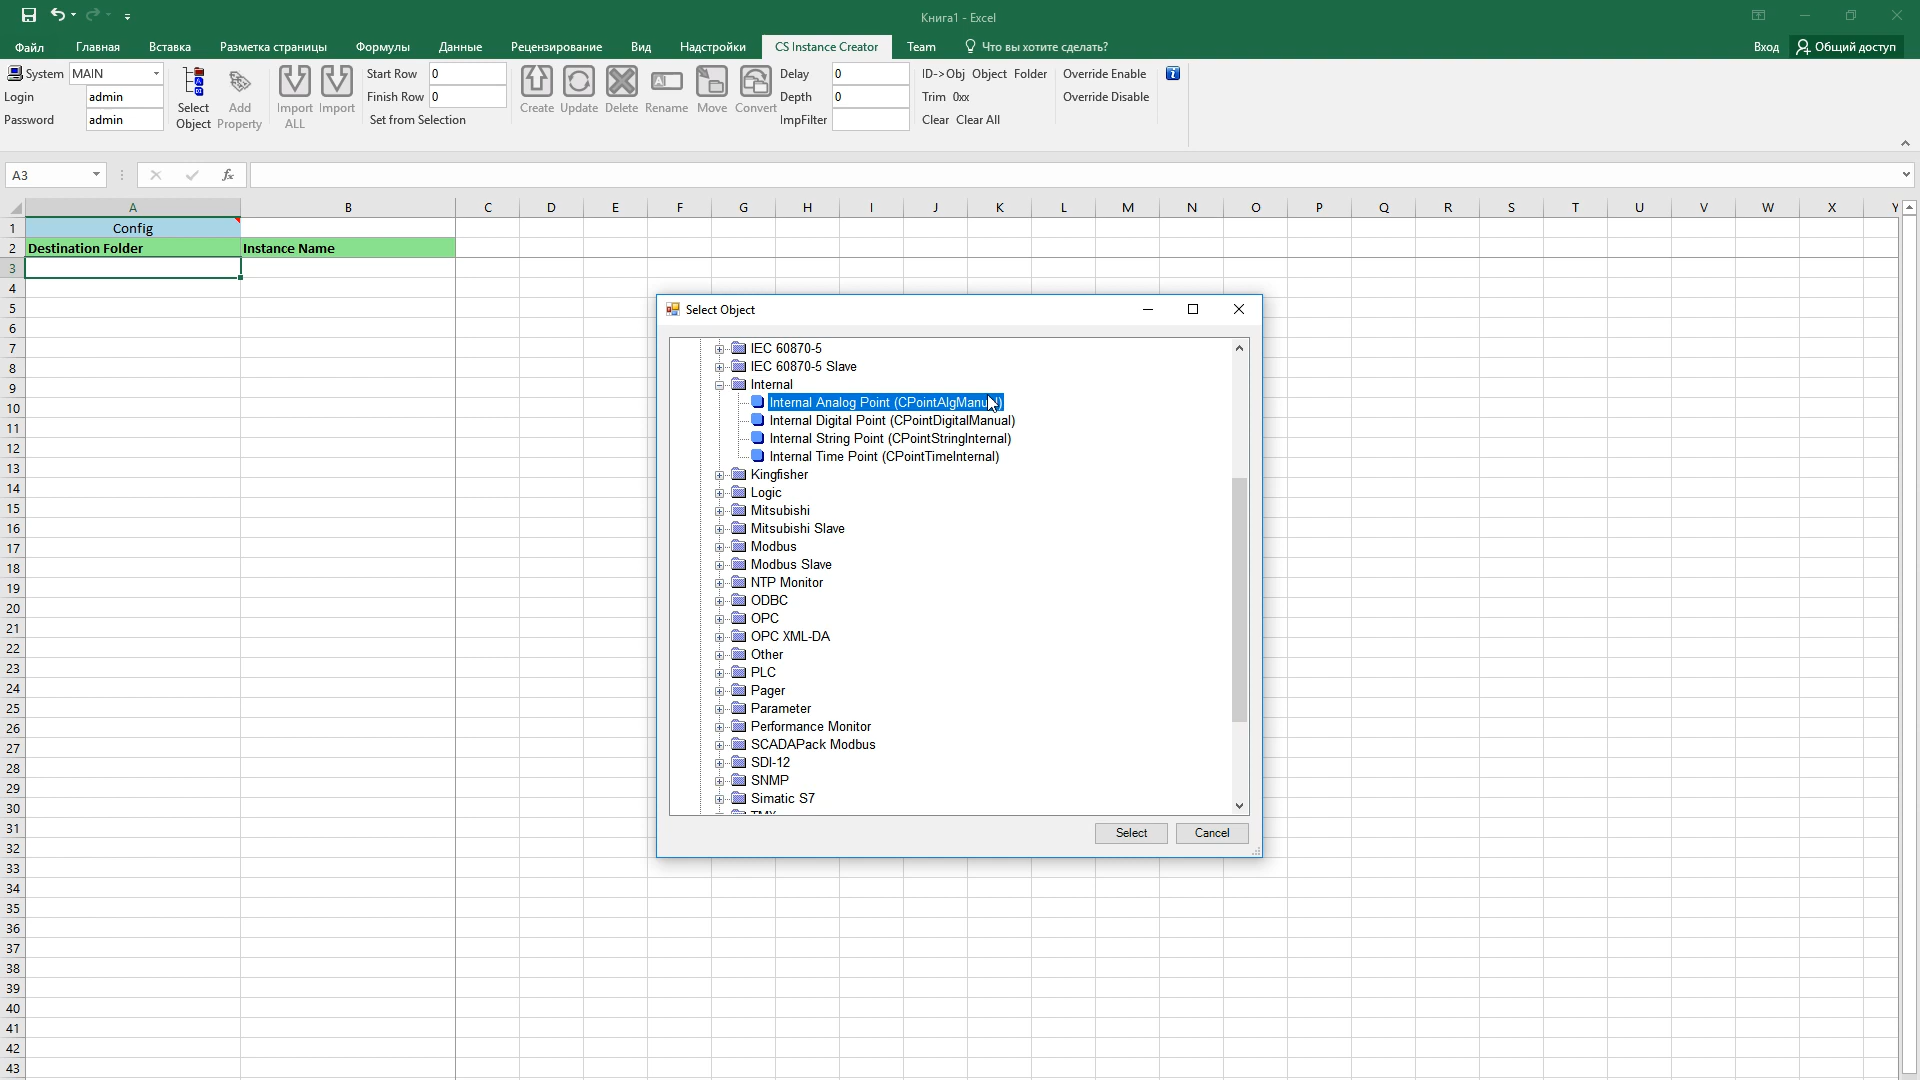 Книга1 - Excel
Файл Главная Вставка Разметка страницы Формулы Данные Рецензирование Вид Надстройки CS Instance Creator Team Что вы хотите сделать? Вход Общий доступ
System MAIN
Login admin
Password admin
Select Object
Add Property
Import ALL
Import
Start Row 0
Finish Row 0
Set from Selection
Create Update Delete Rename Move Convert
Delay 0
Depth 0
ImpFilter
ID->Obj Object Folder
Trim 0xx
Clear Clear All
Override Enable
Override Disable
A3 fx
A B C D E F G H I J K L M N O P Q R S T U V W X Y
1 Config
2 Destination Folder Instance Name
3
4
5
6
7
8
9
10
11
12
13
14
15
16
17
18
19
20
21
22
23
24
25
26
27
28
29
30
31
32
33
34
35
36
37
38
39
40
41
42
43
Select Object
IEC 60870-5
IEC 60870-5 Slave
Internal
Internal Analog Point (CPointAlgManual)
Internal Digital Point (CPointDigitalManual)
Internal String Point (CPointStringInternal)
Internal Time Point (CPointTimeInternal)
Kingfisher
Logic
Mitsubishi
Mitsubishi Slave
Modbus
Modbus Slave
NTP Monitor
ODBC
OPC
OPC XML-DA
Other
PLC
Pager
Parameter
Performance Monitor
SCADAPack Modbus
SDI-12
SNMP
Simatic S7
Select Cancel